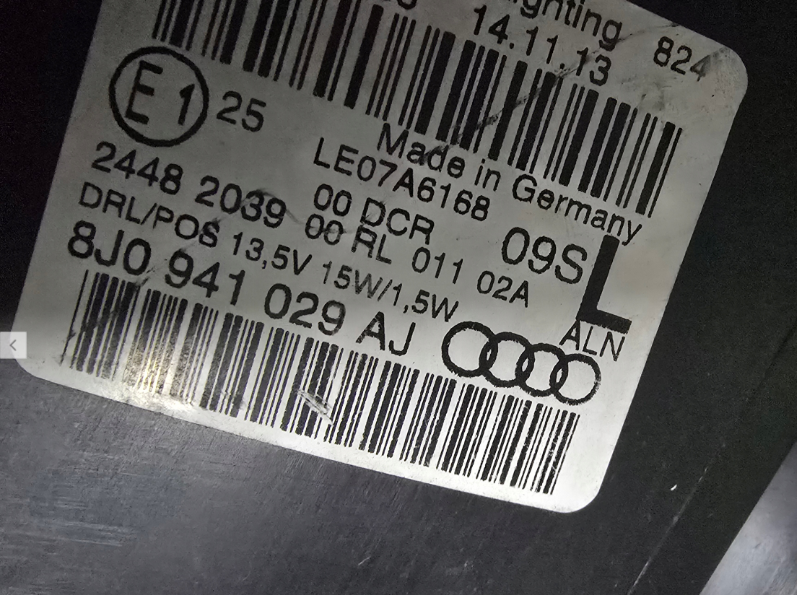 ighting 824
14.11.13
E1 25
Made in Germany
LE07A6168
2448 2039 00 DCR 09S L
DRL/POS 13,5V 15W/1,5W 00 RL 011 02A
8J0 941 029 AJ ALN